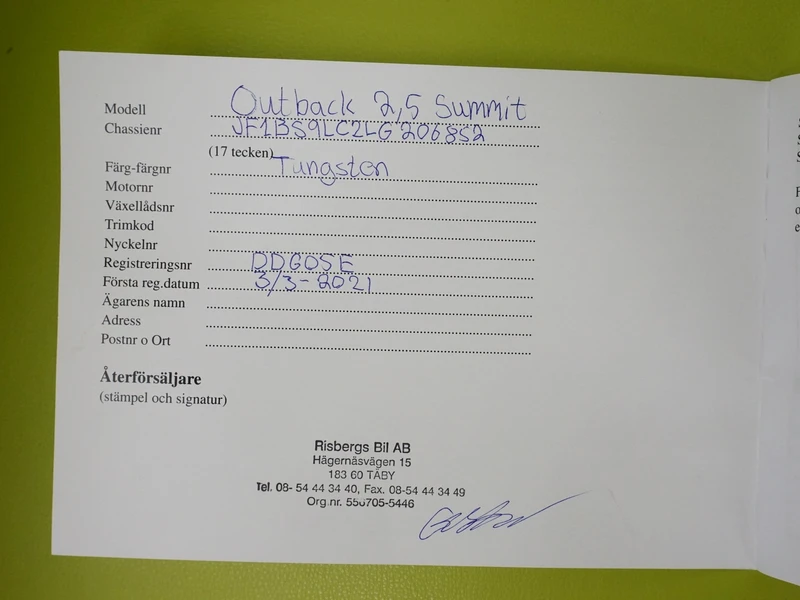 Modell Outback 2,5 Summit
Chassienr JF1BS9LC2LG206852
(17 tecken)
Färg-färgnr Tungsten
Motornr
Växellådsnr
Trimkod
Nyckelnr
Registreringsnr DDG05E
Första reg.datum 3/3-2021
Ägarens namn
Adress
Postnr o Ort
Återförsäljare
(stämpel och signatur)
Risbergs Bil AB
Hägernäsvägen 15
183 60 TÄBY
Tel. 08- 54 44 34 40, Fax. 08-54 44 34 49
Org.nr. 550705-5446